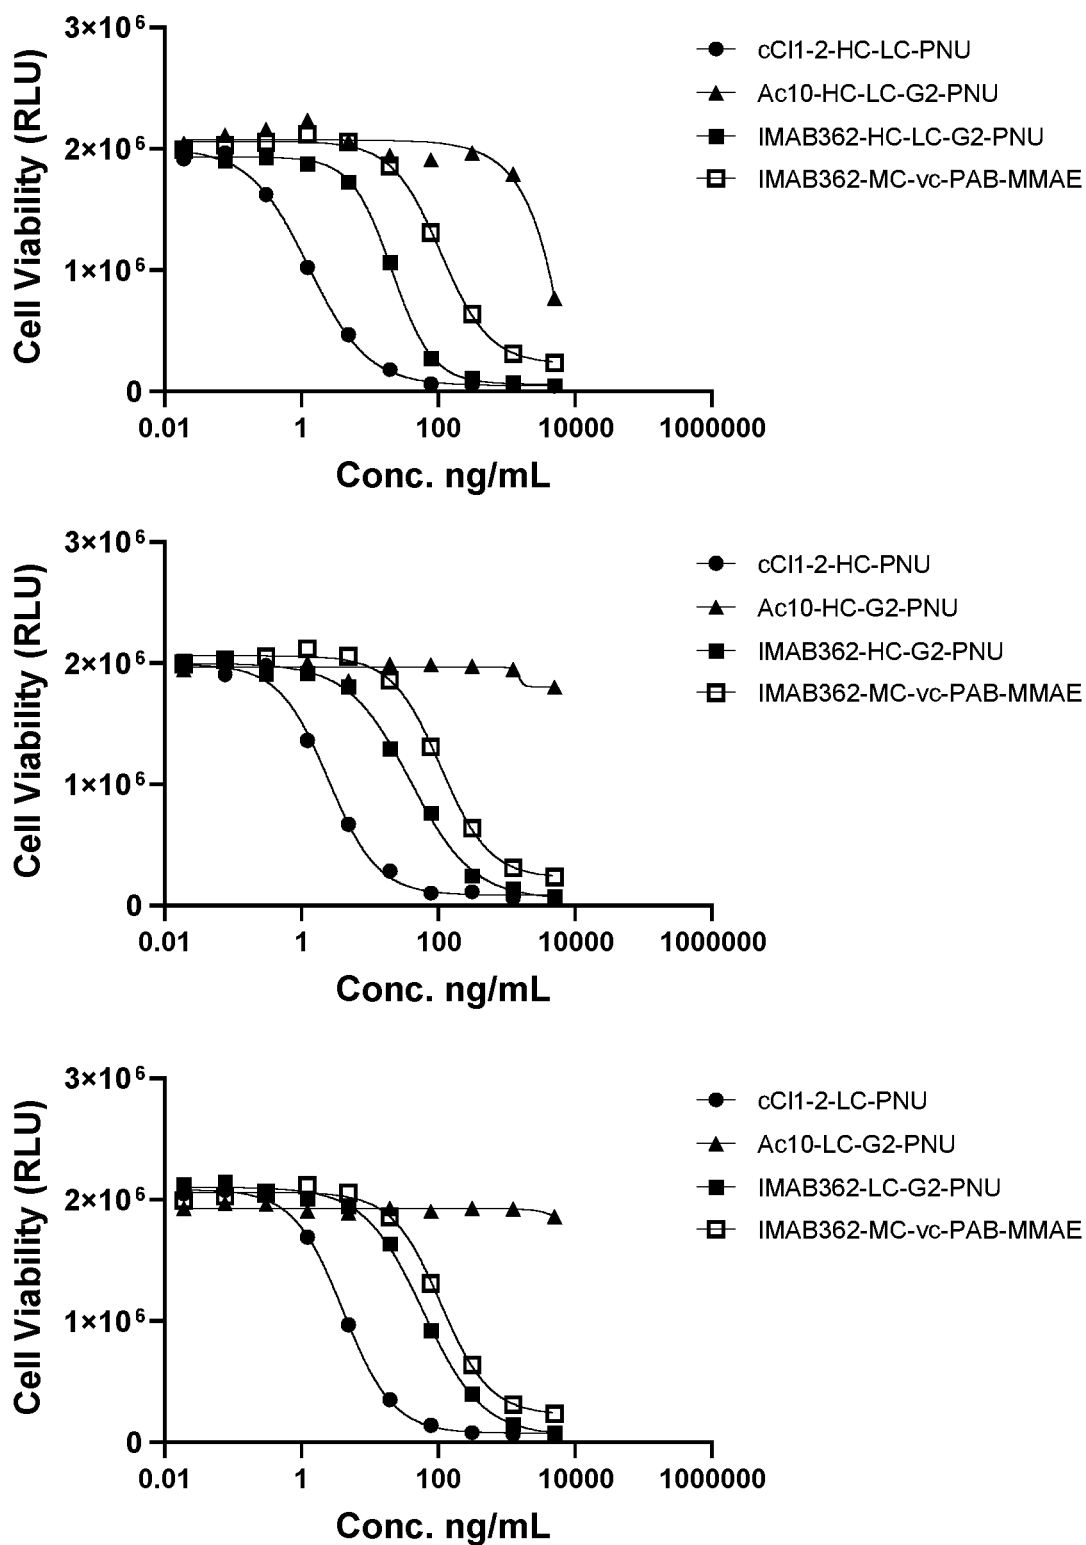 3×10⁶
2×10⁶
1×10⁶
0
Cell Viability (RLU)
0.01 1 100 10000 1000000
Conc. ng/mL
cCl1-2-HC-LC-PNU
Ac10-HC-LC-G2-PNU
IMAB362-HC-LC-G2-PNU
IMAB362-MC-vc-PAB-MMAE
3×10⁶
2×10⁶
1×10⁶
0
Cell Viability (RLU)
0.01 1 100 10000 1000000
Conc. ng/mL
cCl1-2-HC-PNU
Ac10-HC-G2-PNU
IMAB362-HC-G2-PNU
IMAB362-MC-vc-PAB-MMAE
3×10⁶
2×10⁶
1×10⁶
0
Cell Viability (RLU)
0.01 1 100 10000 1000000
Conc. ng/mL
cCl1-2-LC-PNU
Ac10-LC-G2-PNU
IMAB362-LC-G2-PNU
IMAB362-MC-vc-PAB-MMAE